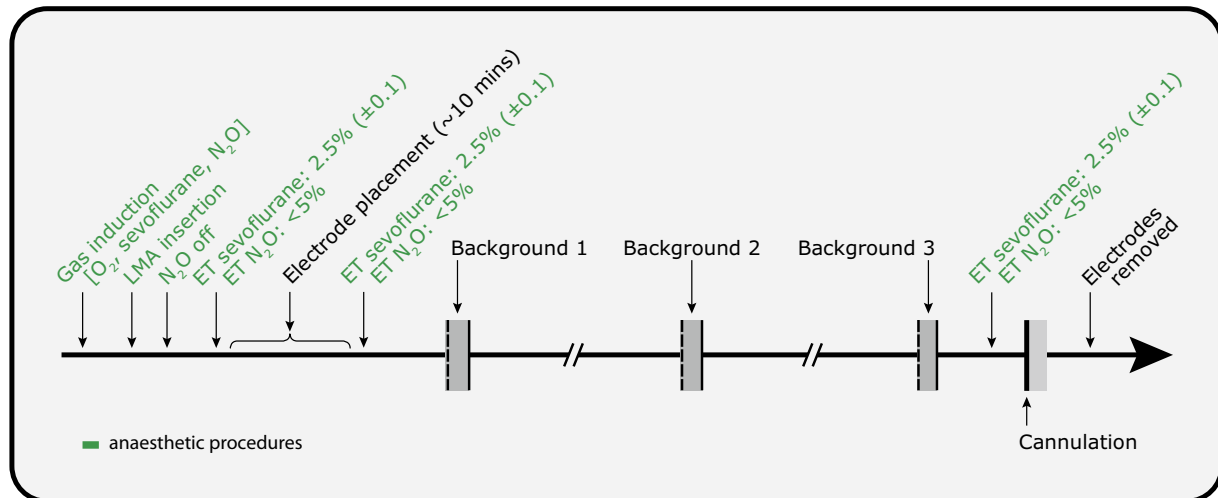 Gas induction
[O₂, sevoflurane, N₂O]
LMA insertion
N₂O off
ET sevoflurane: 2.5% (±0.1)
ET N₂O: <5%
Electrode placement (~10 mins)
ET sevoflurane: 2.5% (±0.1)
ET N₂O: <5%
Background 1
Background 2
Background 3
ET sevoflurane: 2.5% (±0.1)
ET N₂O: <5%
Electrodes
removed
Cannulation
anaesthetic procedures